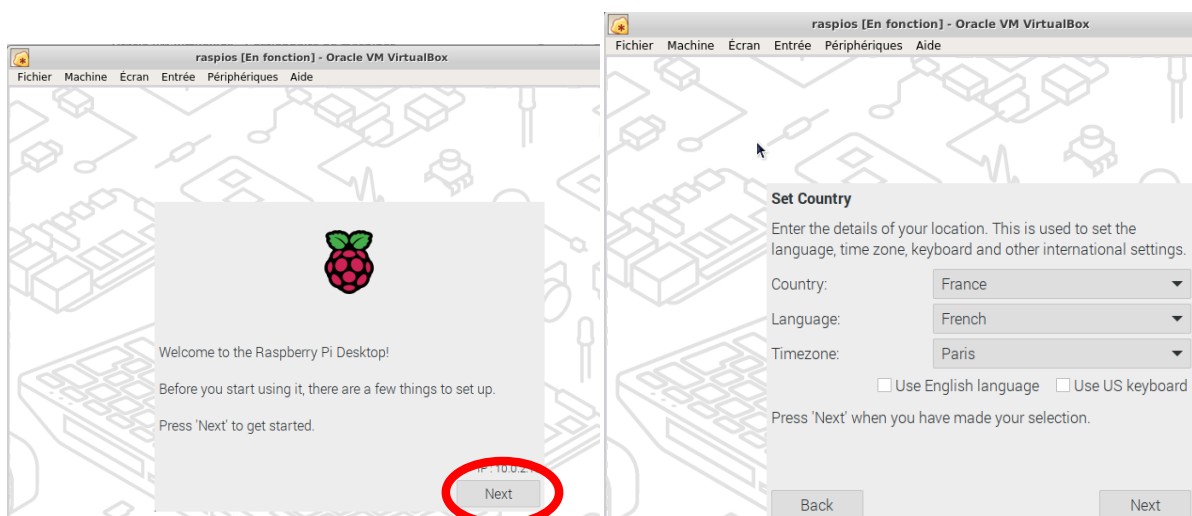 raspios [En fonction] - Oracle VM VirtualBox
Fichier Machine Écran Entrée Périphériques Aide
Welcome to the Raspberry Pi Desktop!
Before you start using it, there are a few things to set up.
Press 'Next' to get started.
IP : 10.0.2.
Next
raspios [En fonction] - Oracle VM VirtualBox
Fichier Machine Écran Entrée Périphériques Aide
Set Country
Enter the details of your location. This is used to set the
language, time zone, keyboard and other international settings.
Country: France
Language: French
Timezone: Paris
Use English language Use US keyboard
Press 'Next' when you have made your selection.
Back Next